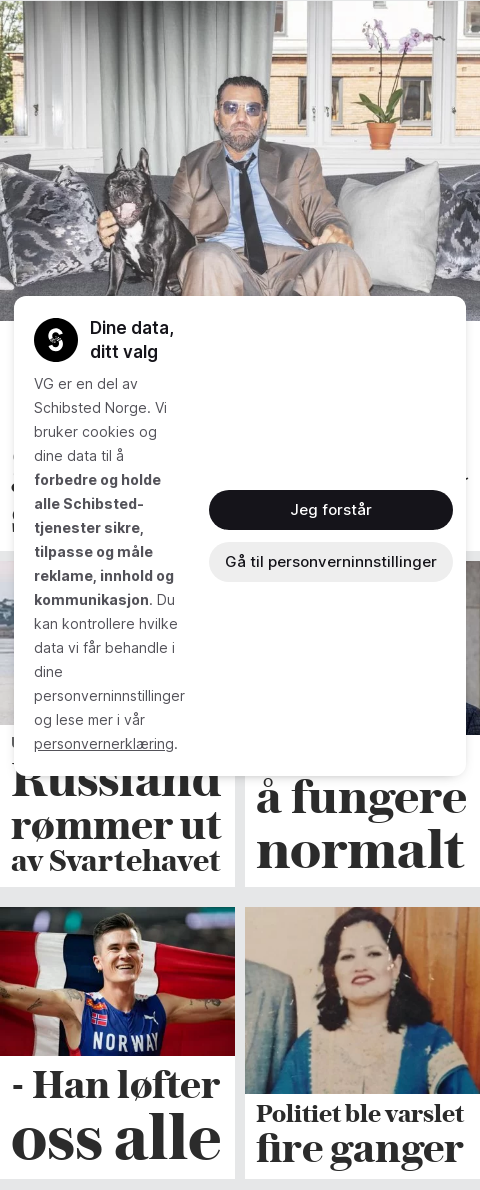 Dine data,
ditt valg
VG er en del av
Schibsted Norge. Vi
bruker cookies og
dine data til å
forbedre og holde
alle Schibsted-
tjenester sikre,
tilpasse og måle
reklame, innhold og
kommunikasjon. Du
kan kontrollere hvilke
data vi får behandle i
dine
personverninnstillinger
og lese mer i vår
personvernerklæring.
Jeg forstår
Gå til personverninnstillinger
Russland
rømmer ut
av Svartehavet
å fungere
normalt
NORWAY
- Han løfter
oss alle
Politiet ble varslet
fire ganger